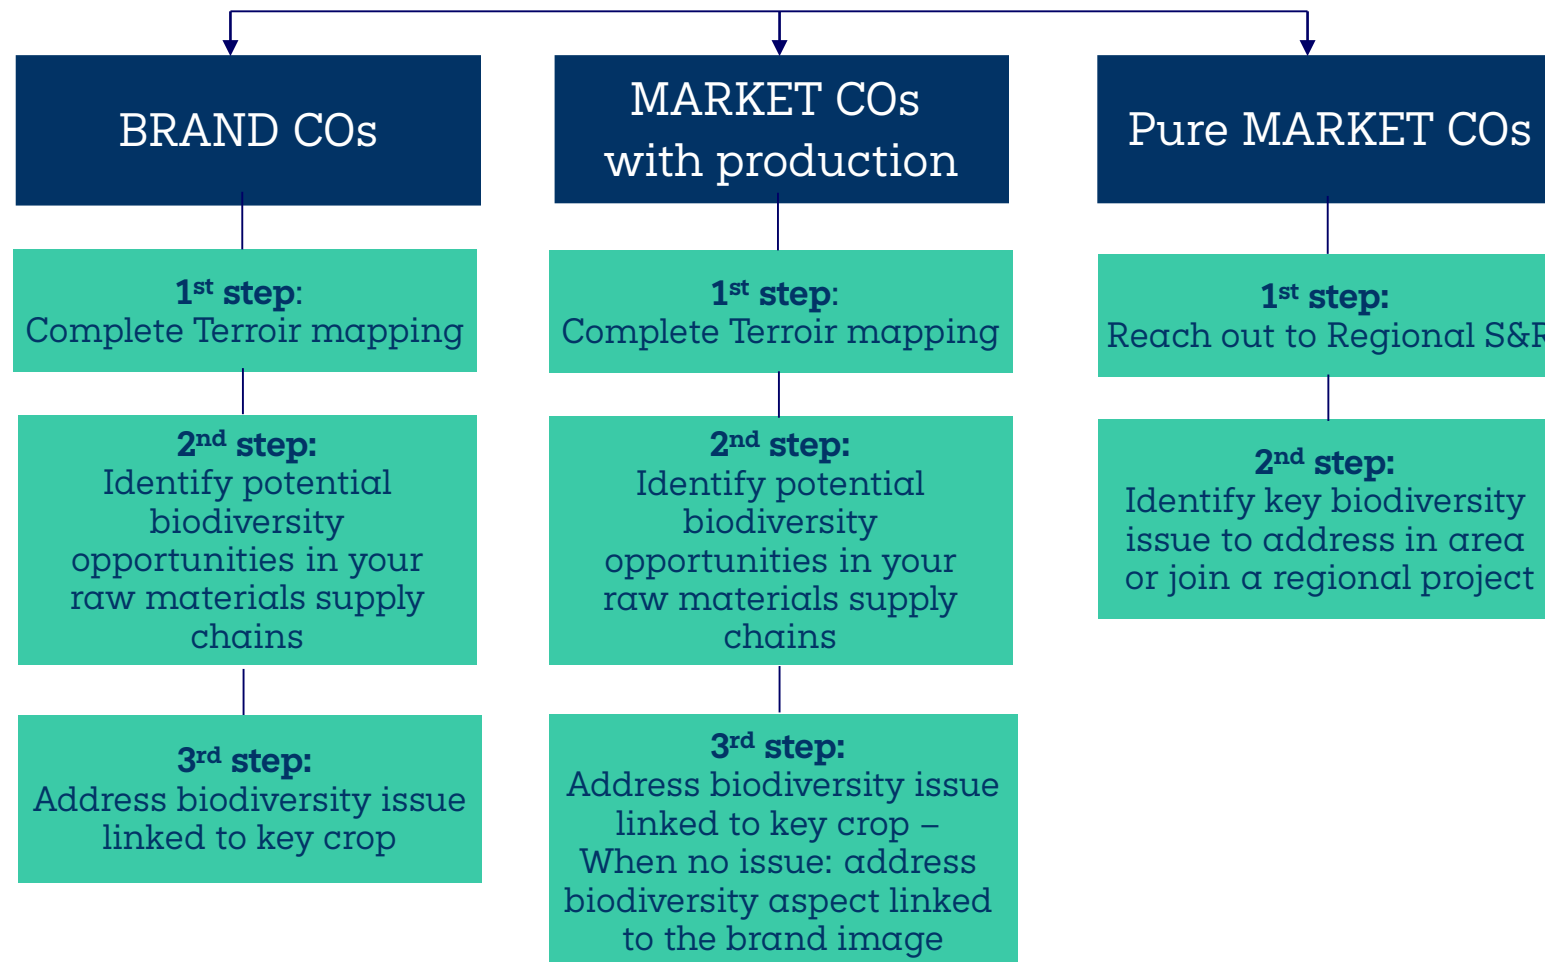 BRAND COs
1st step:
Complete Terroir mapping
2nd step:
Identify potential
biodiversity
opportunities in your
raw materials supply
chains
3rd step:
Address biodiversity issue
linked to key crop
MARKET COs
with production
1st step:
Complete Terroir mapping
2nd step:
Identify potential
biodiversity
opportunities in your
raw materials supply
chains
3rd step:
Address biodiversity issue
linked to key crop –
When no issue: address
biodiversity aspect linked
to the brand image
Pure MARKET COs
1st step:
Reach out to Regional S&R
2nd step:
Identify key biodiversity
issue to address in area
or join a regional project